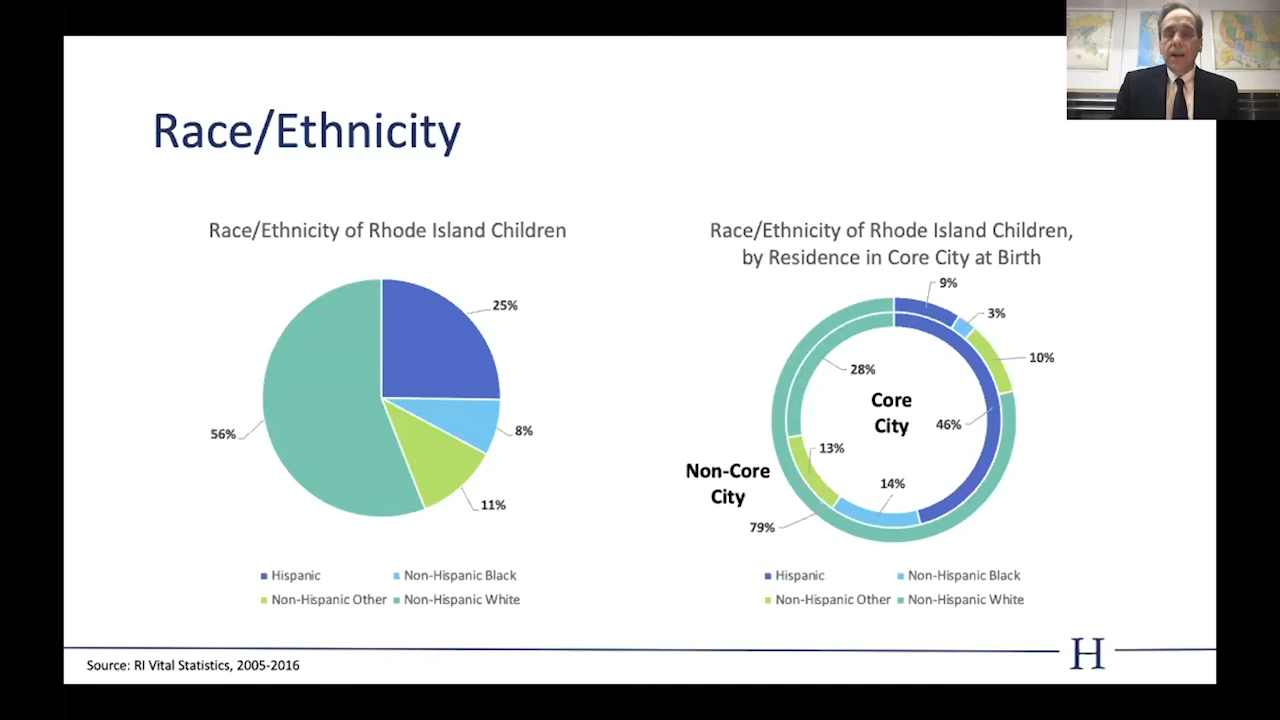 Race/Ethnicity
Race/Ethnicity of Rhode Island Children
25%
8%
11%
56%
Hispanic
Non-Hispanic Black
Non-Hispanic Other
Non-Hispanic White
Race/Ethnicity of Rhode Island Children,
by Residence in Core City at Birth
9%
3%
10%
28%
Core
City
46%
13%
14%
Non-Core
City
79%
Hispanic
Non-Hispanic Black
Non-Hispanic Other
Non-Hispanic White
Source: RI Vital Statistics, 2005-2016
H